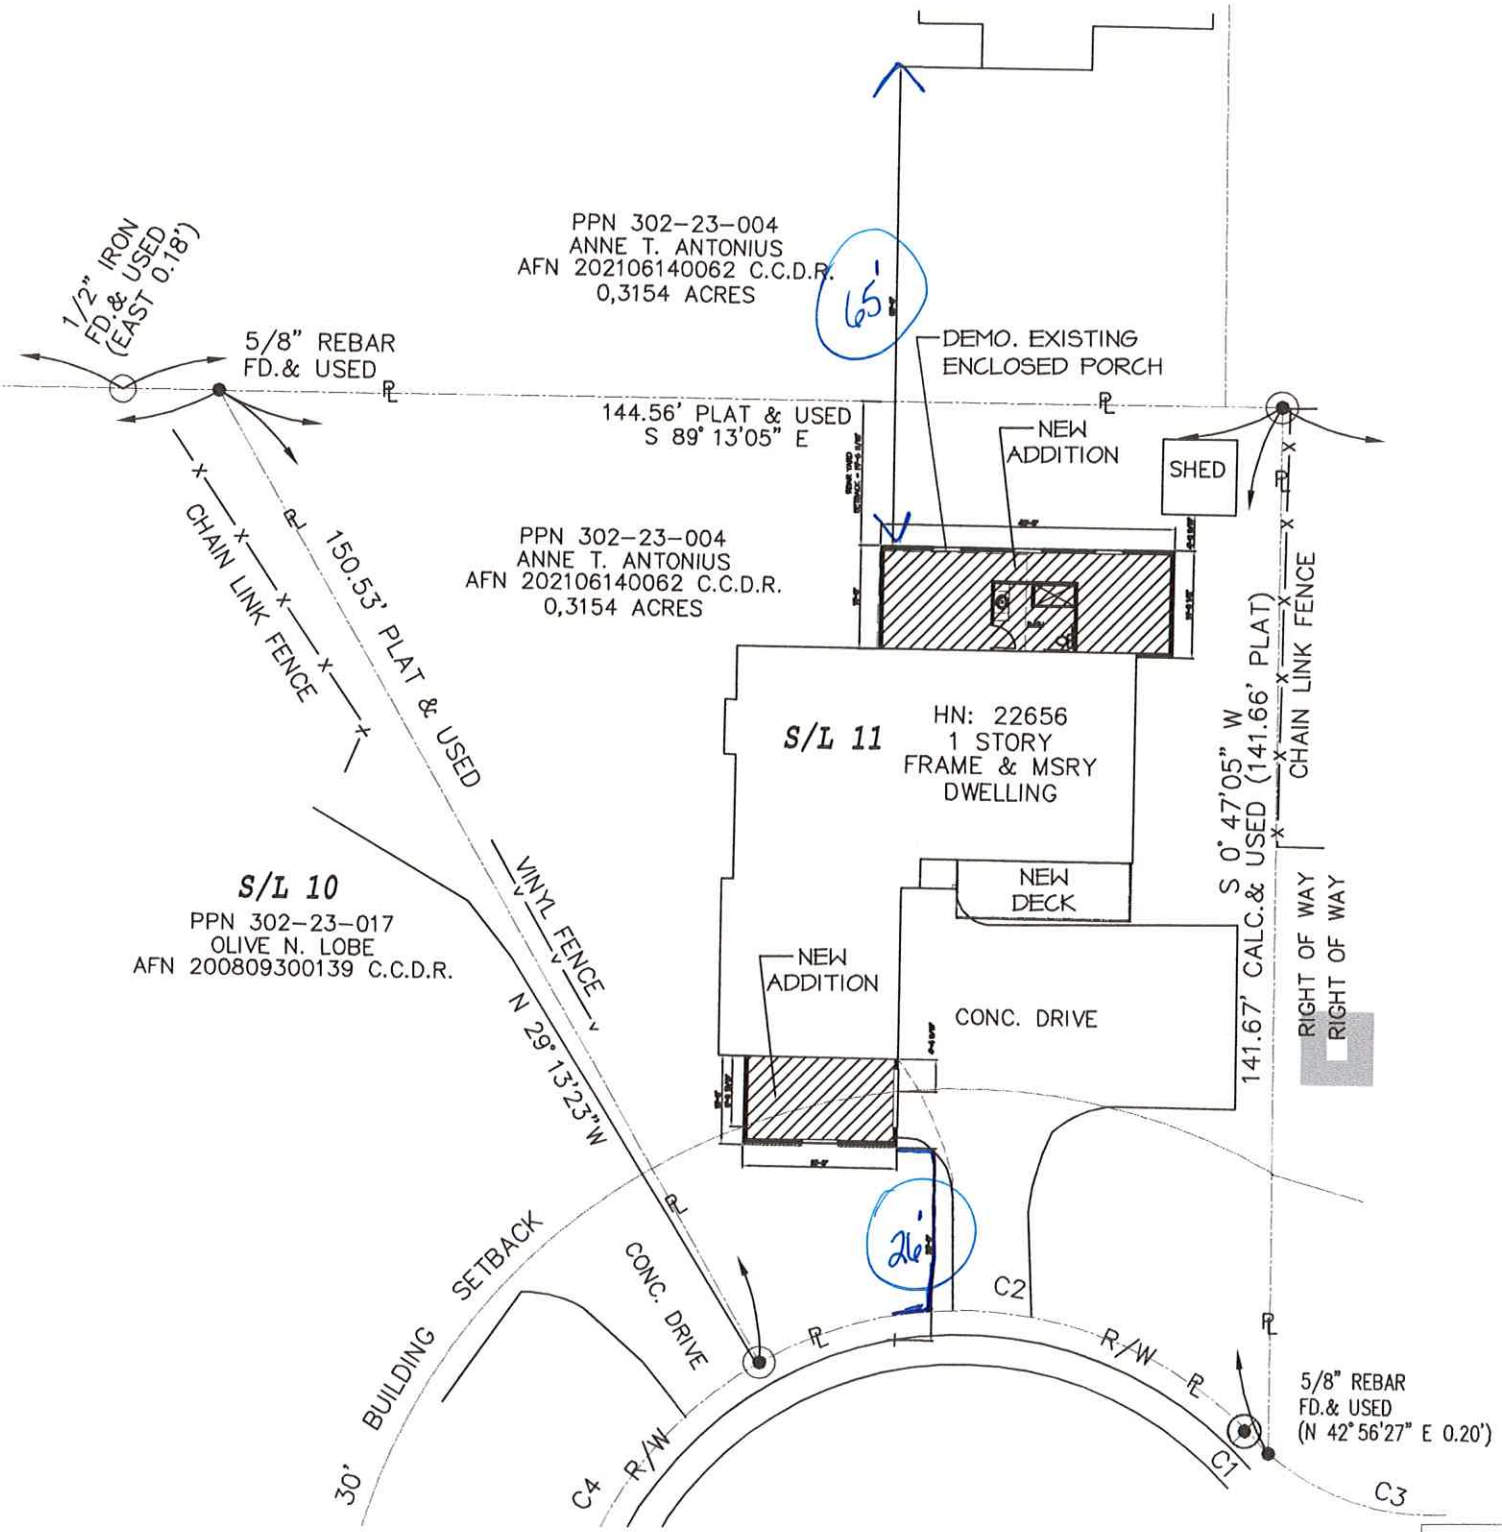 PPN 302-23-004
ANNE T. ANTONIUS
AFN 202106140062 C.C.D.R.
0,3154 ACRES
1/2" IRON
FD.& USED
(EAST 0.18')
65'
5/8" REBAR
FD.& USED
DEMO. EXISTING
ENCLOSED PORCH
PL
PL
144.56' PLAT & USED
S 89° 13'05" E
NEW
ADDITION
SHED
PL
PL
CHAIN LINK FENCE
150.53' PLAT & USED
PPN 302-23-004
ANNE T. ANTONIUS
AFN 202106140062 C.C.D.R.
0,3154 ACRES
CHAIN LINK FENCE
S/L 11
HN: 22656
1 STORY
FRAME & MSRY
DWELLING
S 0° 47'05" W
141.67' CALC.& USED (141.66' PLAT)
S/L 10
PPN 302-23-017
OLIVE N. LOBE
AFN 200809300139 C.C.D.R.
VINYL FENCE
NEW
DECK
RIGHT OF WAY
RIGHT OF WAY
NEW
ADDITION
CONC. DRIVE
N 29° 13'23"W
PL
26'
BUILDING SETBACK
30'
CONC. DRIVE
C2
PL
R/W
PL
PL
5/8" REBAR
FD.& USED
(N 42°56'27" E 0.20')
C4
R/W
C1
C3